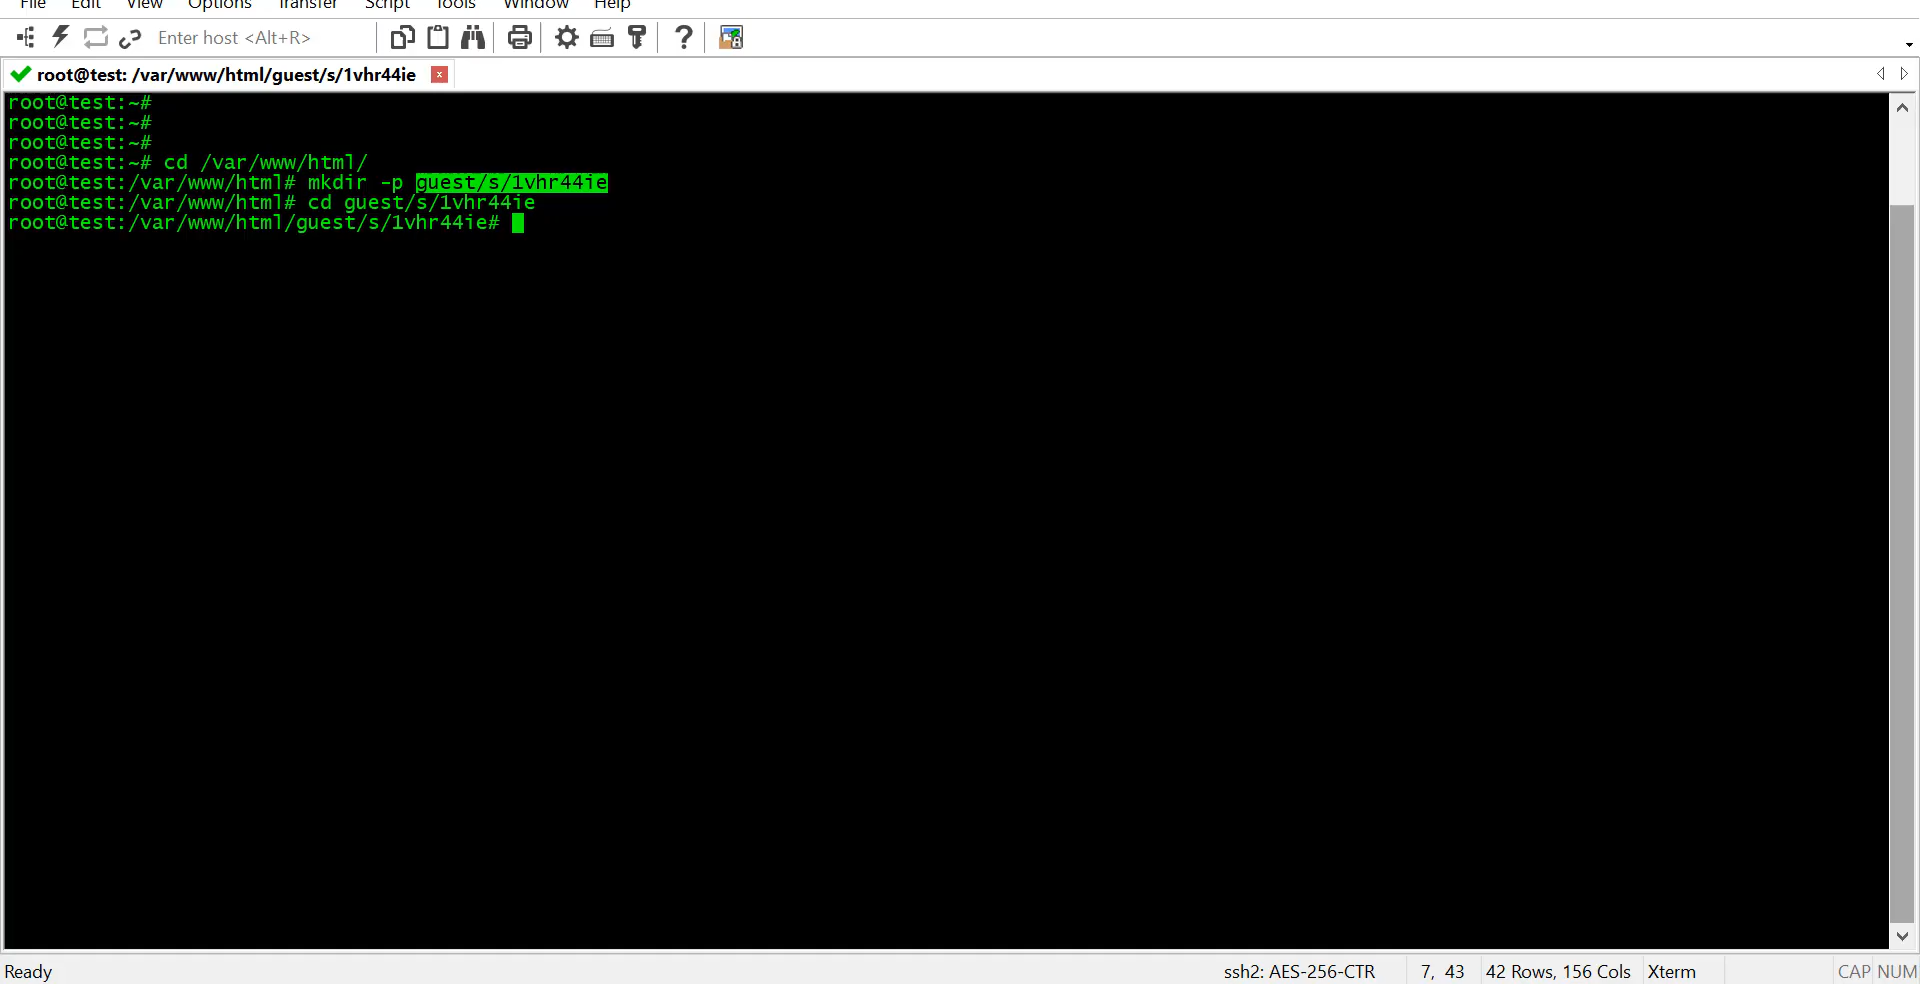 File Edit View Options Transfer Script Tools Window Help
Enter host <Alt+R>
root@test: /var/www/html/guest/s/1vhr44ie
root@test:~#
root@test:~#
root@test:~#
root@test:~# cd /var/www/html/
root@test:/var/www/html# mkdir -p guest/s/1vhr44ie
root@test:/var/www/html# cd guest/s/1vhr44ie
root@test:/var/www/html/guest/s/1vhr44ie#
Ready ssh2: AES-256-CTR 7, 43 42 Rows, 156 Cols Xterm CAP NUM